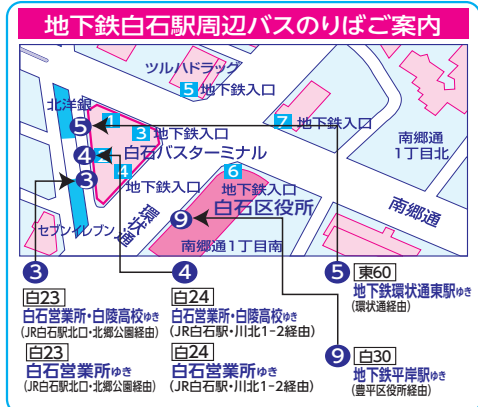 地下鉄白石駅周辺バスのりばご案内
ツルハドラッグ
5 地下鉄入口
北洋銀
1
7 地下鉄入口
5
3 地下鉄入口
南郷通
1丁目北
4
2
白石バスターミナル
3
4
地下鉄入口
6
地下鉄入口
白石区役所
南郷通
9
環状通
セブンイレブン
南郷通1丁目南
3
白23
白石営業所・白陵高校ゆき
(JR白石駅北口・北郷公園経由)
白23
白石営業所ゆき
(JR白石駅北口・北郷公園経由)
4
白24
白石営業所・白陵高校ゆき
(JR白石駅・川北1-2経由)
白24
白石営業所ゆき
(JR白石駅・川北1-2経由)
5 東60
地下鉄環状通東駅ゆき
(環状通経由)
9 白30
地下鉄平岸駅ゆき
(豊平区役所経由)